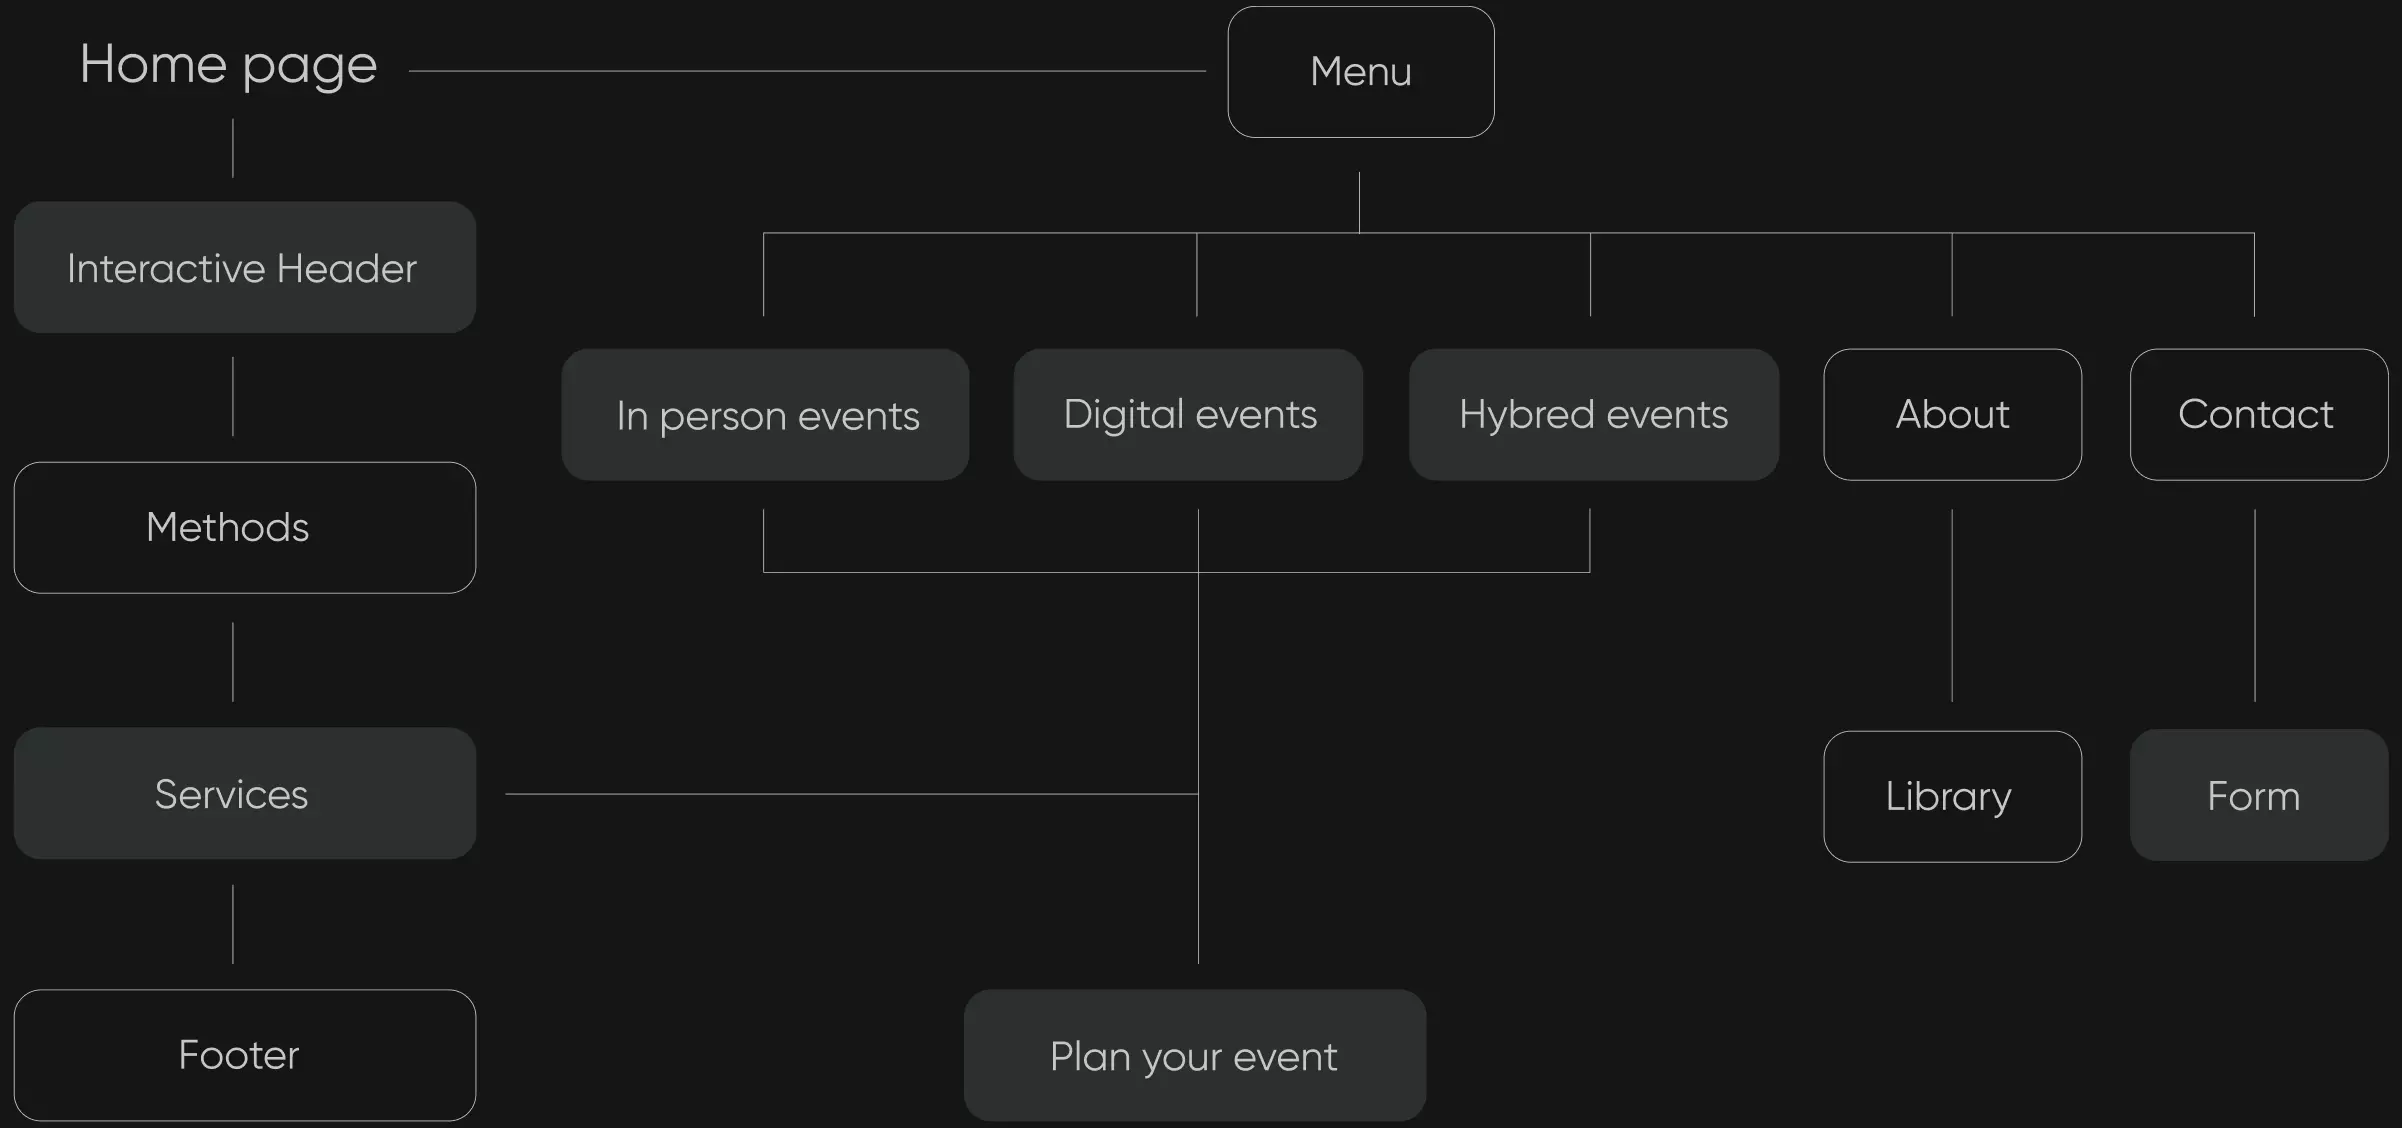 Home page
Menu
Interactive Header
In person events
Digital events
Hybred events
About
Contact
Methods
Services
Library
Form
Footer
Plan your event